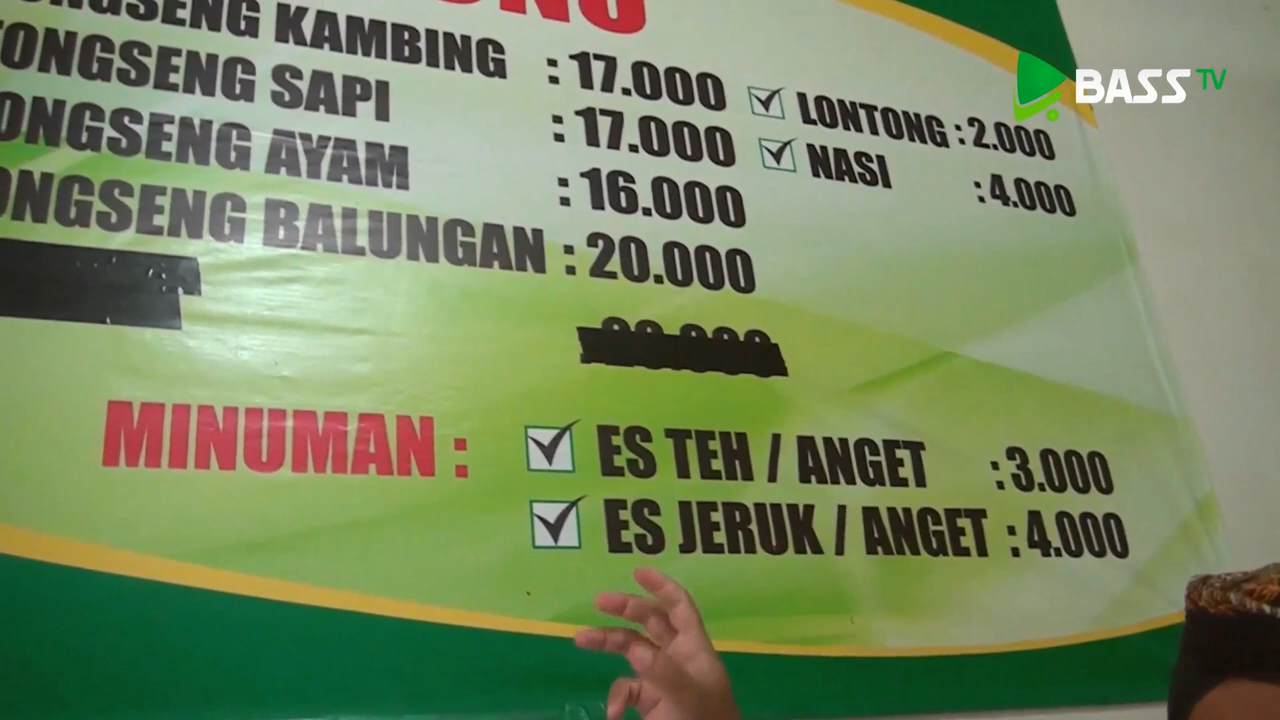 ONGSENG KAMBING : 17.000
TONGSENG SAPI : 17.000
ONGSENG AYAM : 16.000
ONGSENG BALUNGAN : 20.000
LONTONG : 2.000
NASI : 4.000
MINUMAN :
ES TEH / ANGET : 3.000
ES JERUK / ANGET : 4.000
BASS TV